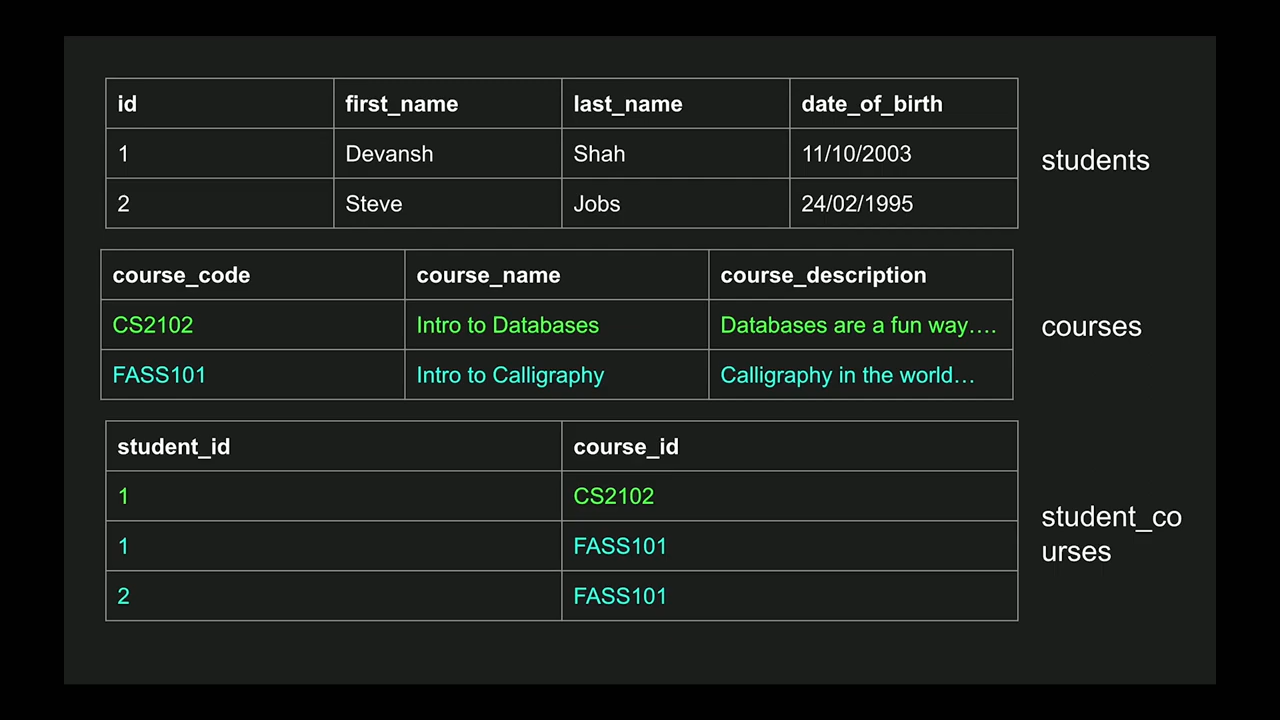 id first_name last_name date_of_birth
1 Devansh Shah 11/10/2003
2 Steve Jobs 24/02/1995
students
course_code course_name course_description
CS2102 Intro to Databases Databases are a fun way....
FASS101 Intro to Calligraphy Calligraphy in the world...
courses
student_id course_id
1 CS2102
1 FASS101
2 FASS101
student_co
urses